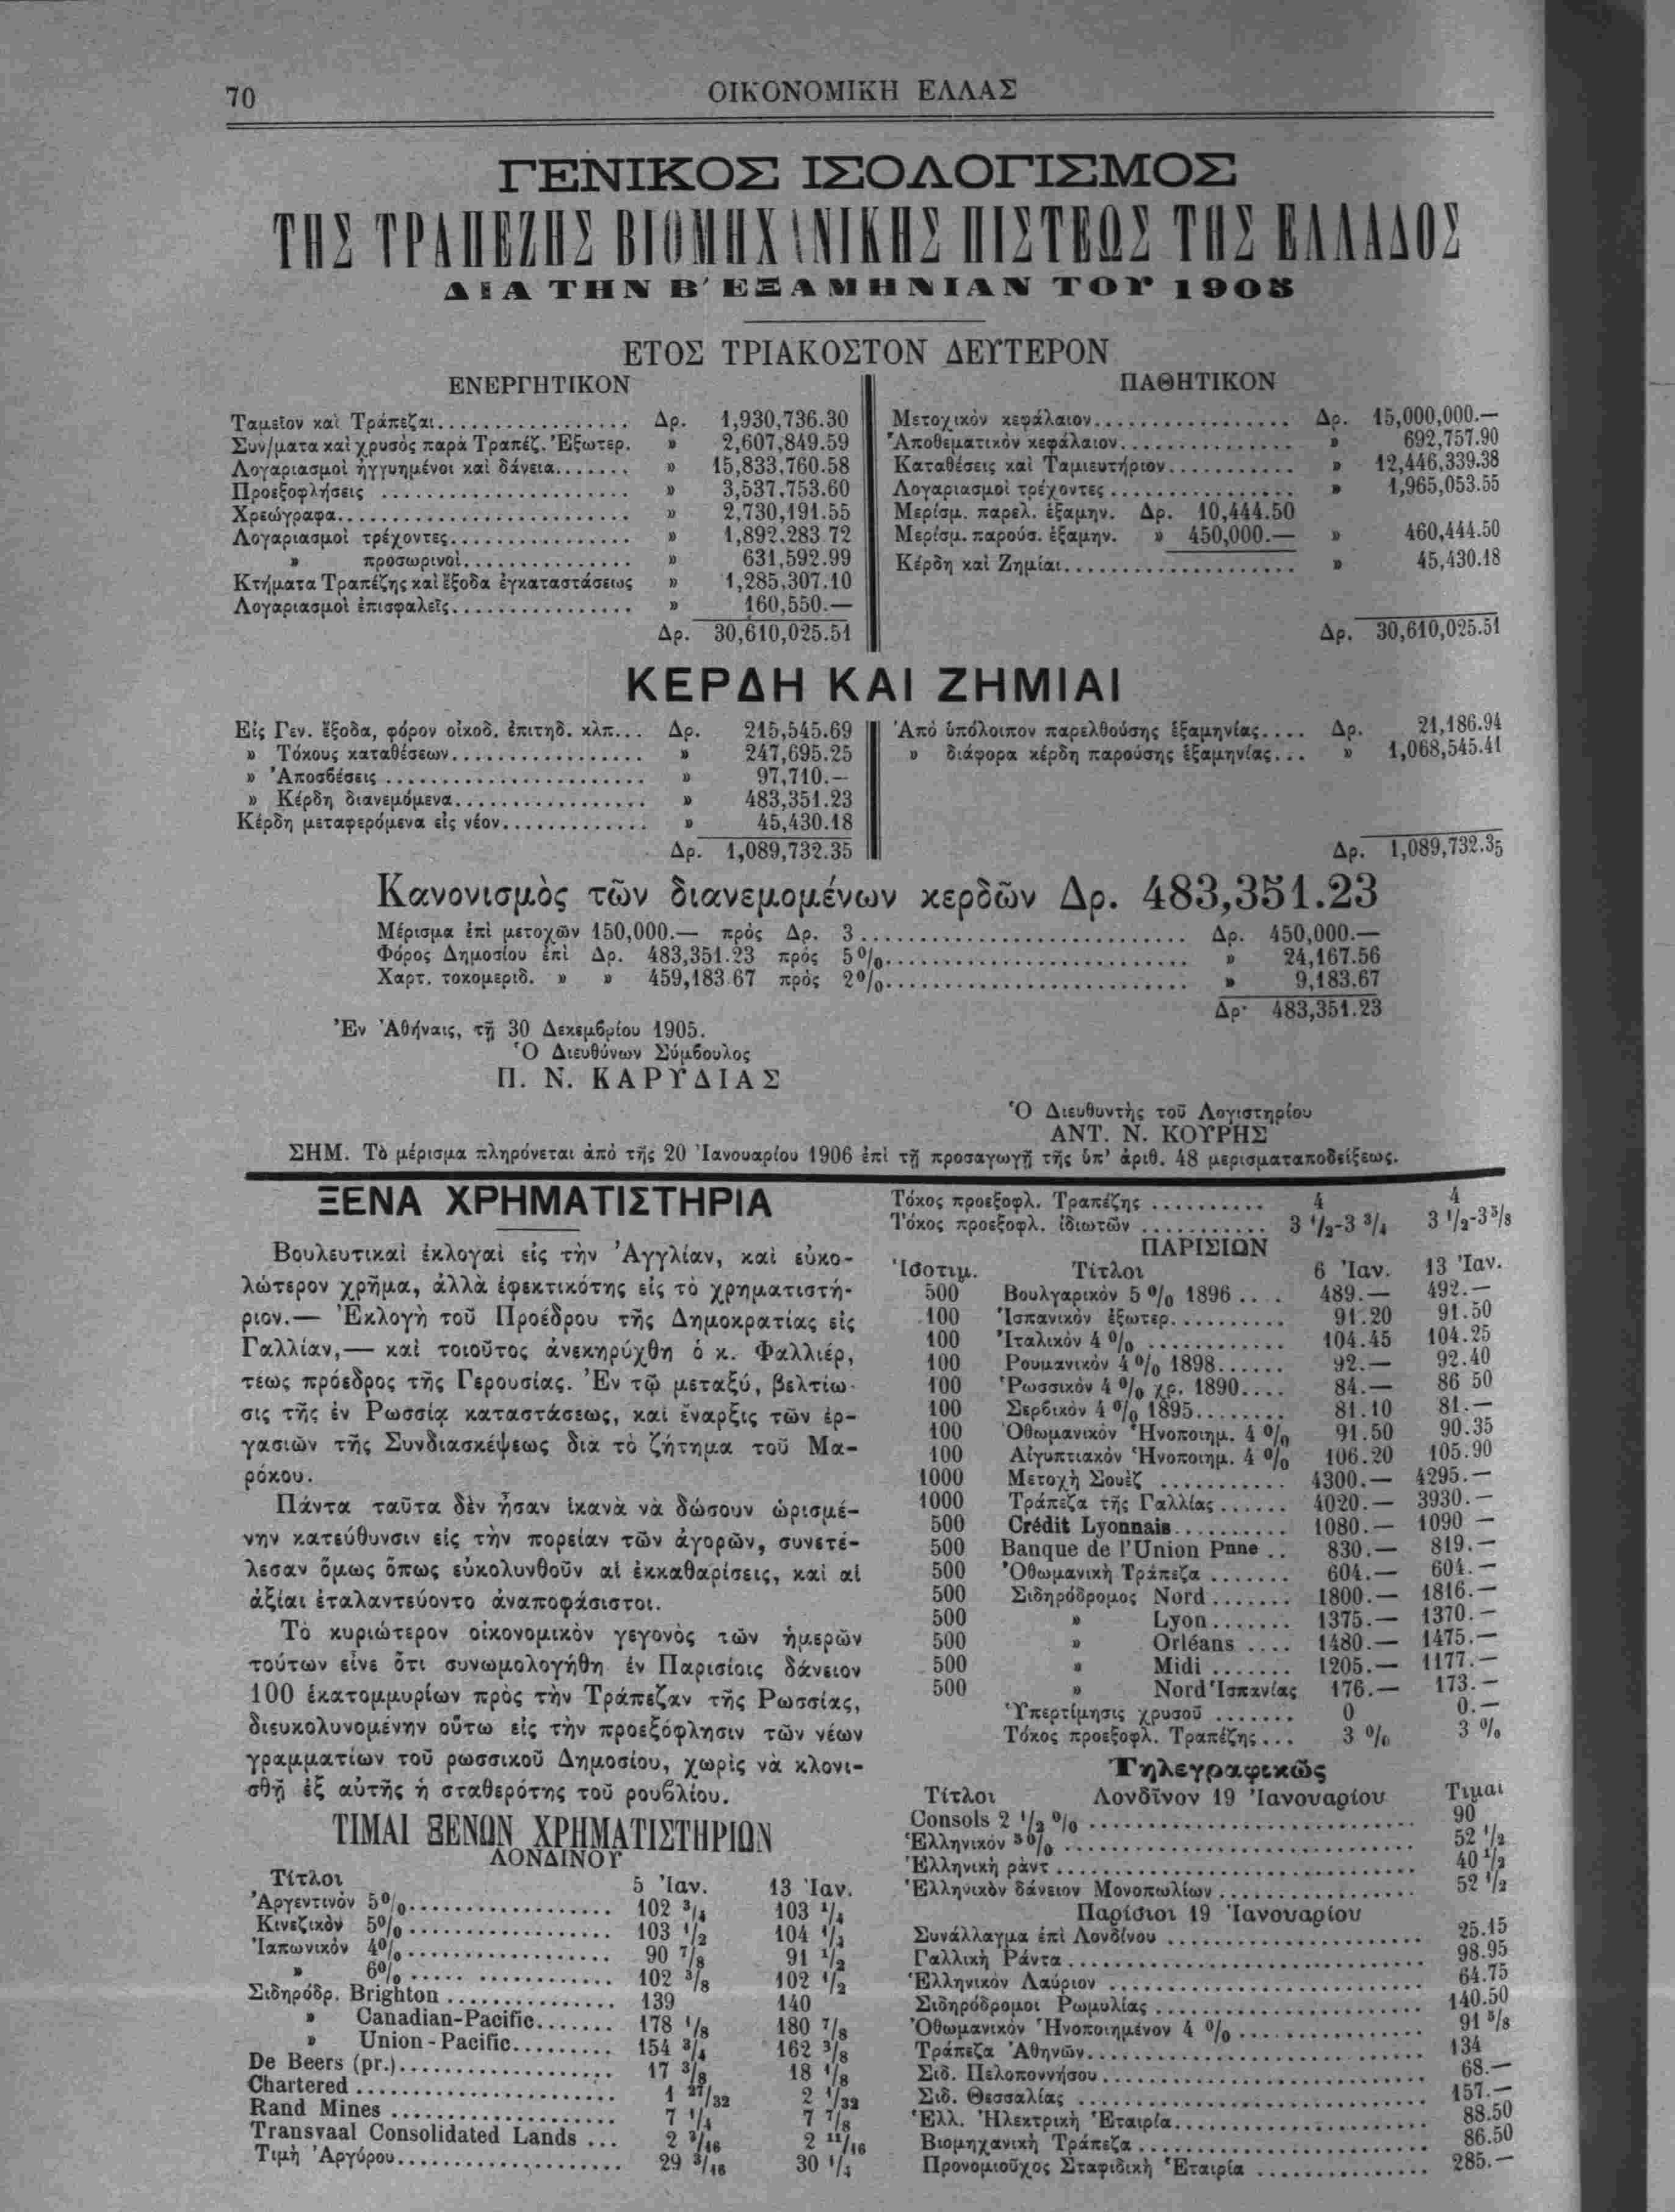 70
ΟΙΚΟΝΟΜΙΚΗ ΕΛΛΑΣ
ΓΕΝΙΚΟΣ ΙΣΟΛΟΓΙΣΜΟΣ
ΤΗΣ ΤΡΑΠΕΖΗΣ ΒΙΟΜΗΧΑΝΙΚΗΣ ΠΙΣΤΕΩΣ ΤΗΣ ΕΛΛΑΔΟΣ
ΔΙΑ ΤΗΝ Β΄ ΕΞΑΜΗΝΙΑΝ ΤΟΥ 1905
ΕΤΟΣ ΤΡΙΑΚΟΣΤΟΝ ΔΕΥΤΕΡΟΝ
ΕΝΕΡΓΗΤΙΚΟΝ
Ταμεῖον καὶ Τράπεζαι................. Δρ. 1,930,736.30
Συν/ματα καὶ χρυσὸς παρὰ Τραπέζ. Ἐξωτερ. » 2,607,849.59
Λογαριασμοὶ ἠγγυημένοι καὶ δάνεια....... » 15,833,760.58
Προεξοφλήσεις ...................... » 3,537,753.60
Χρεώγραφα.......................... » 2,730,191.55
Λογαριασμοὶ τρέχοντες................ » 1,892,283 72
» προσωρινοὶ............... » 631,592.99
Κτήματα Τραπέζης καὶ ἔξοδα ἐγκαταστάσεως » 1,285,307.10
Λογαριασμοὶ ἐπισφαλεῖς................ » 160,550.—
Δρ. 30,610,025.51
ΠΑΘΗΤΙΚΟΝ
Μετοχικὸν κεφάλαιον................. Δρ. 15,000,000.—
Ἀποθεματικὸν κεφάλαιον............... » 692,757.90
Καταθέσεις καὶ Ταμιευτήριον........... » 12,446,339.38
Λογαριασμοὶ τρέχοντες................ » 1,965,053.55
Μερίσμ. παρελ. ἑξαμην. Δρ. 10,444.50
Μερίσμ. παρούσ. ἑξαμην. » 450,000.— » 460,444.50
Κέρδη καὶ Ζημίαι.................... » 45,430.18
Δρ. 30,610,025.51
ΚΕΡΔΗ ΚΑΙ ΖΗΜΙΑΙ
Εἰς Γεν. ἔξοδα, φόρον οἰκοδ. ἐπιτηδ. κλπ... Δρ. 215,545.69
» Τόκους καταθέσεων................. » 247,695.25
» Ἀποσβέσεις ....................... » 97,710.—
» Κέρδη διανεμόμενα................. » 483,351.23
Κέρδη μεταφερόμενα εἰς νέον............. » 45,430.18
Δρ. 1,089,732.35
Ἀπὸ ὑπόλοιπον παρελθούσης ἑξαμηνίας.... Δρ. 21,186.94
» διάφορα κέρδη παρούσης ἑξαμηνίας... » 1,068,545.41
Δρ. 1,089,732.35
Κανονισμὸς τῶν διανεμομένων κερδῶν Δρ. 483,351.23
Μέρισμα ἐπὶ μετοχῶν 150,000.— πρὸς Δρ. 3............................. Δρ. 450,000.—
Φόρος Δημοσίου ἐπὶ Δρ. 483,351.23 πρὸς 5%........................... » 24,167.56
Χαρτ. τοκομεριδ. » » 459,183.67 πρὸς 2%........................... » 9,183.67
Δρ· 483,351.23
Ἐν Ἀθήναις, τῇ 30 Δεκεμβρίου 1905.
Ὁ Διευθύνων Σύμβουλος
Π. Ν. ΚΑΡΥΔΙΑΣ
Ὁ Διευθυντὴς τοῦ Λογιστηρίου
ΑΝΤ. Ν. ΚΟΥΡΗΣ
ΣΗΜ. Τὸ μέρισμα πληρόνεται ἀπὸ τῆς 20 Ἰανουαρίου 1906 ἐπὶ τῇ προσαγωγῇ τῆς ὑπ' ἀριθ. 48 μερισματαποδείξεως.
ΞΕΝΑ ΧΡΗΜΑΤΙΣΤΗΡΙΑ
Βουλευτικαὶ ἐκλογαὶ εἰς τὴν Ἀγγλίαν, καὶ εὐκο-
λώτερον χρῆμα, ἀλλὰ ἐφεκτικότης εἰς τὸ χρηματιστή-
ριον.— Ἐκλογὴ τοῦ Προέδρου τῆς Δημοκρατίας εἰς
Γαλλίαν,— καὶ τοιοῦτος ἀνεκηρύχθη ὁ κ. Φαλλιέρ,
τέως πρόεδρος τῆς Γερουσίας. Ἐν τῷ μεταξύ, βελτίω-
σις τῆς ἐν Ρωσσίᾳ καταστάσεως, καὶ ἔναρξις τῶν ἐρ-
γασιῶν τῆς Συνδιασκέψεως διὰ τὸ ζήτημα τοῦ Μα-
ρόκου.
Πάντα ταῦτα δὲν ἦσαν ἱκανὰ νὰ δώσουν ὡρισμέ-
νην κατεύθυνσιν εἰς τὴν πορείαν τῶν ἀγορῶν, συνετέ-
λεσαν ὅμως ὅπως εὐκολυνθοῦν αἱ ἐκκαθαρίσεις, καὶ αἱ
ἀξίαι ἐταλαντεύοντο ἀναποφάσιστοι.
Τὸ κυριώτερον οἰκονομικὸν γεγονὸς τῶν ἡμερῶν
τούτων εἶνε ὅτι συνωμολογήθη ἐν Παρισίοις δάνειον
100 ἑκατομμυρίων πρὸς τὴν Τράπεζαν τῆς Ρωσσίας,
διευκολυνομένην οὕτω εἰς τὴν προεξόφλησιν τῶν νέων
γραμματίων τοῦ ρωσσικοῦ Δημοσίου, χωρὶς νὰ κλονι-
σθῇ ἐξ αὐτῆς ἡ σταθερότης τοῦ ρουβλίου.
ΤΙΜΑΙ ΞΕΝΩΝ ΧΡΗΜΑΤΙΣΤΗΡΙΩΝ
ΛΟΝΔΙΝΟΥ
Τίτλοι 5 Ἰαν. 13 Ἰαν.
Ἀργεντινὸν 5%.................. 102 3/4 103 1/4
Κινεζικὸν 5%.................. 103 1/2 104 1/4
Ἰαπωνικὸν 4%.................. 90 7/8 91 1/2
» 6%..... ............ 102 3/8 102 1/2
Σιδηρόδρ. Brighton............... 139 140
» Canadian-Pacific....... 178 1/8 180 7/8
» Union-Pacific......... 154 3/4 162 3/8
De Beers (pr.)................... 17 3/8 18 1/8
Chartered....................... 1 27/32 2 1/32
Rand Mines.................... 7 1/4 7 7/8
Transvaal Consolidated Lands ... 2 3/16 2 11/16
Τιμὴ Ἀργύρου.................... 29 3/16 30 1/4
Τόκος προεξοφλ. Τραπέζης .......... 4 4
Τόκος προεξοφλ. ἰδιωτῶν ........... 3 1/2-3 3/4 3 1/2-3 5/8
ΠΑΡΙΣΙΩΝ
Ἰσοτιμ. Τίτλοι 6 Ἰαν. 13 Ἰαν.
500 Βουλγαρικὸν 5% 1896 .... 489.— 492.—
100 Ἰσπανικὸν ἐξωτερ.......... 91.20 91.50
100 Ἰταλικὸν 4% ............ 104.45 104.25
100 Ρουμανικὸν 4% 1898...... 92.— 92.40
100 Ῥωσσικὸν 4% χρ. 1890.... 84.— 86 50
100 Σερβικὸν 4% 1895........ 81.10 81.—
100 Ὀθωμανικὸν Ἡνοποιημ. 4% 91.50 90.35
100 Αἰγυπτιακὸν Ἡνοποιημ. 4% 106.20 105.90
1000 Μετοχὴ Σουὲζ ........... 4300.— 4295.—
1000 Τράπεζα τῆς Γαλλίας...... 4020.— 3930.—
500 Crédit Lyonnais.......... 1080.— 1090 —
500 Banque de l'Union Pnne .. 830.— 819.—
500 Ὀθωμανικὴ Τράπεζα ....... 604.— 604.—
500 Σιδηρόδρομος Nord....... 1800.— 1816.—
500 » Lyon....... 1375.— 1370.—
500 » Orléans .... 1480.— 1475.—
500 » Midi ....... 1205.— 1177.—
500 » Nord Ἰσπανίας 176.— 173.—
Ὑπερτίμησις χρυσοῦ ....... 0 0.—
Τόκος προεξοφλ. Τραπέζης... 3 % 3 %
Τηλεγραφικῶς
Τίτλοι Λονδῖνον 19 Ἰανουαρίου Τιμαὶ
Consols 2 1/2 % ............................. 90
Ἑλληνικὸν 5% ............................... 52 1/2
Ἑλληνικὴ ρὰντ ................................ 40 1/2
Ἑλληνικὸν δάνειον Μονοπωλίων ................. 52 1/2
Παρίσιοι 19 Ἰανουαρίου
Συνάλλαγμα ἐπὶ Λονδίνου ...................... 25.15
Γαλλικὴ Ράντα................................ 98.95
Ἑλληνικὸν Λαύριον ........................... 64.75
Σιδηρόδρομοι Ρωμυλίας........................ 140.50
Ὀθωμανικὸν Ἡνοποιημένον 4 % ................. 91 5/8
Τράπεζα Ἀθηνῶν.............................. 134
Σιδ. Πελοποννήσου............................. 68.—
Σιδ. Θεσσαλίας ............................... 157.—
Ἑλλ. Ἠλεκτρικὴ Ἑταιρία....................... 88.50
Βιομηχανικὴ Τράπεζα.......................... 86.50
Προνομιοῦχος Σταφιδικὴ Ἑταιρία ................ 285.—